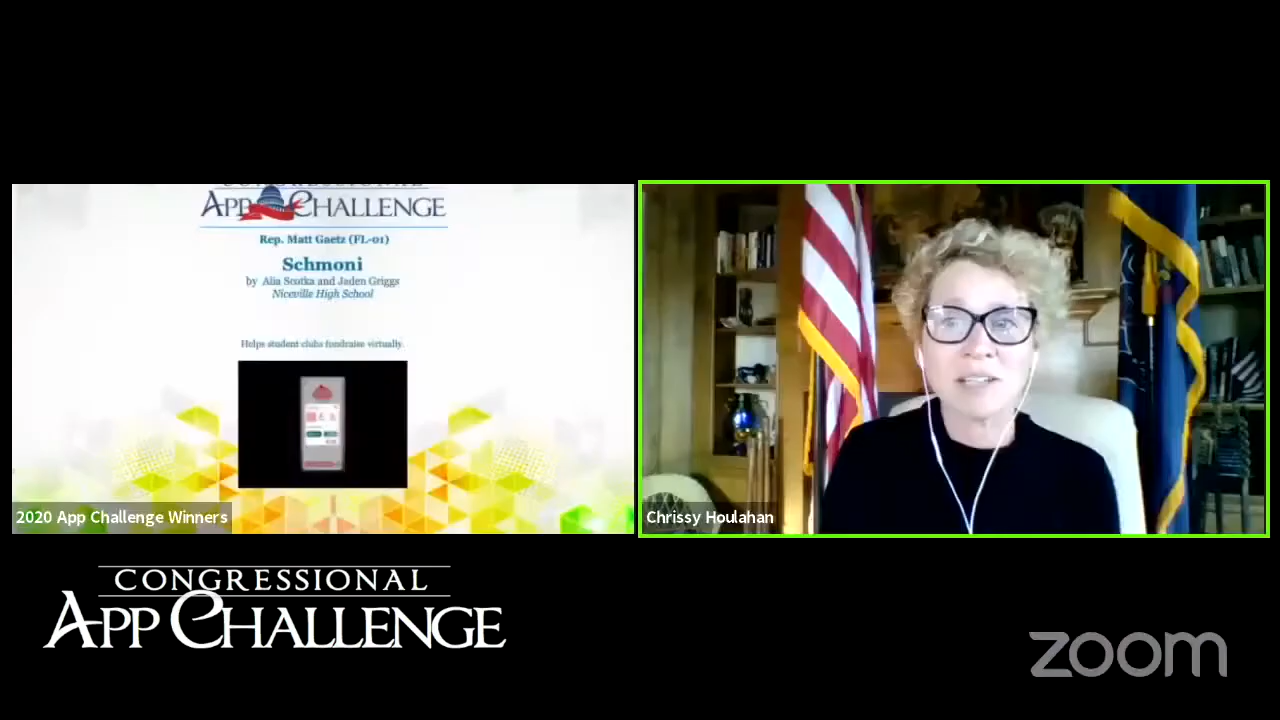 CONGRESSIONAL
APP CHALLENGE
Rep. Matt Gaetz (FL-01)
Schmoni
by Alia Scotka and Jaden Griggs
Niceville High School
Helps student clubs fundraise virtually.
2020 App Challenge Winners
Chrissy Houlahan
CONGRESSIONAL
APP CHALLENGE
zoom